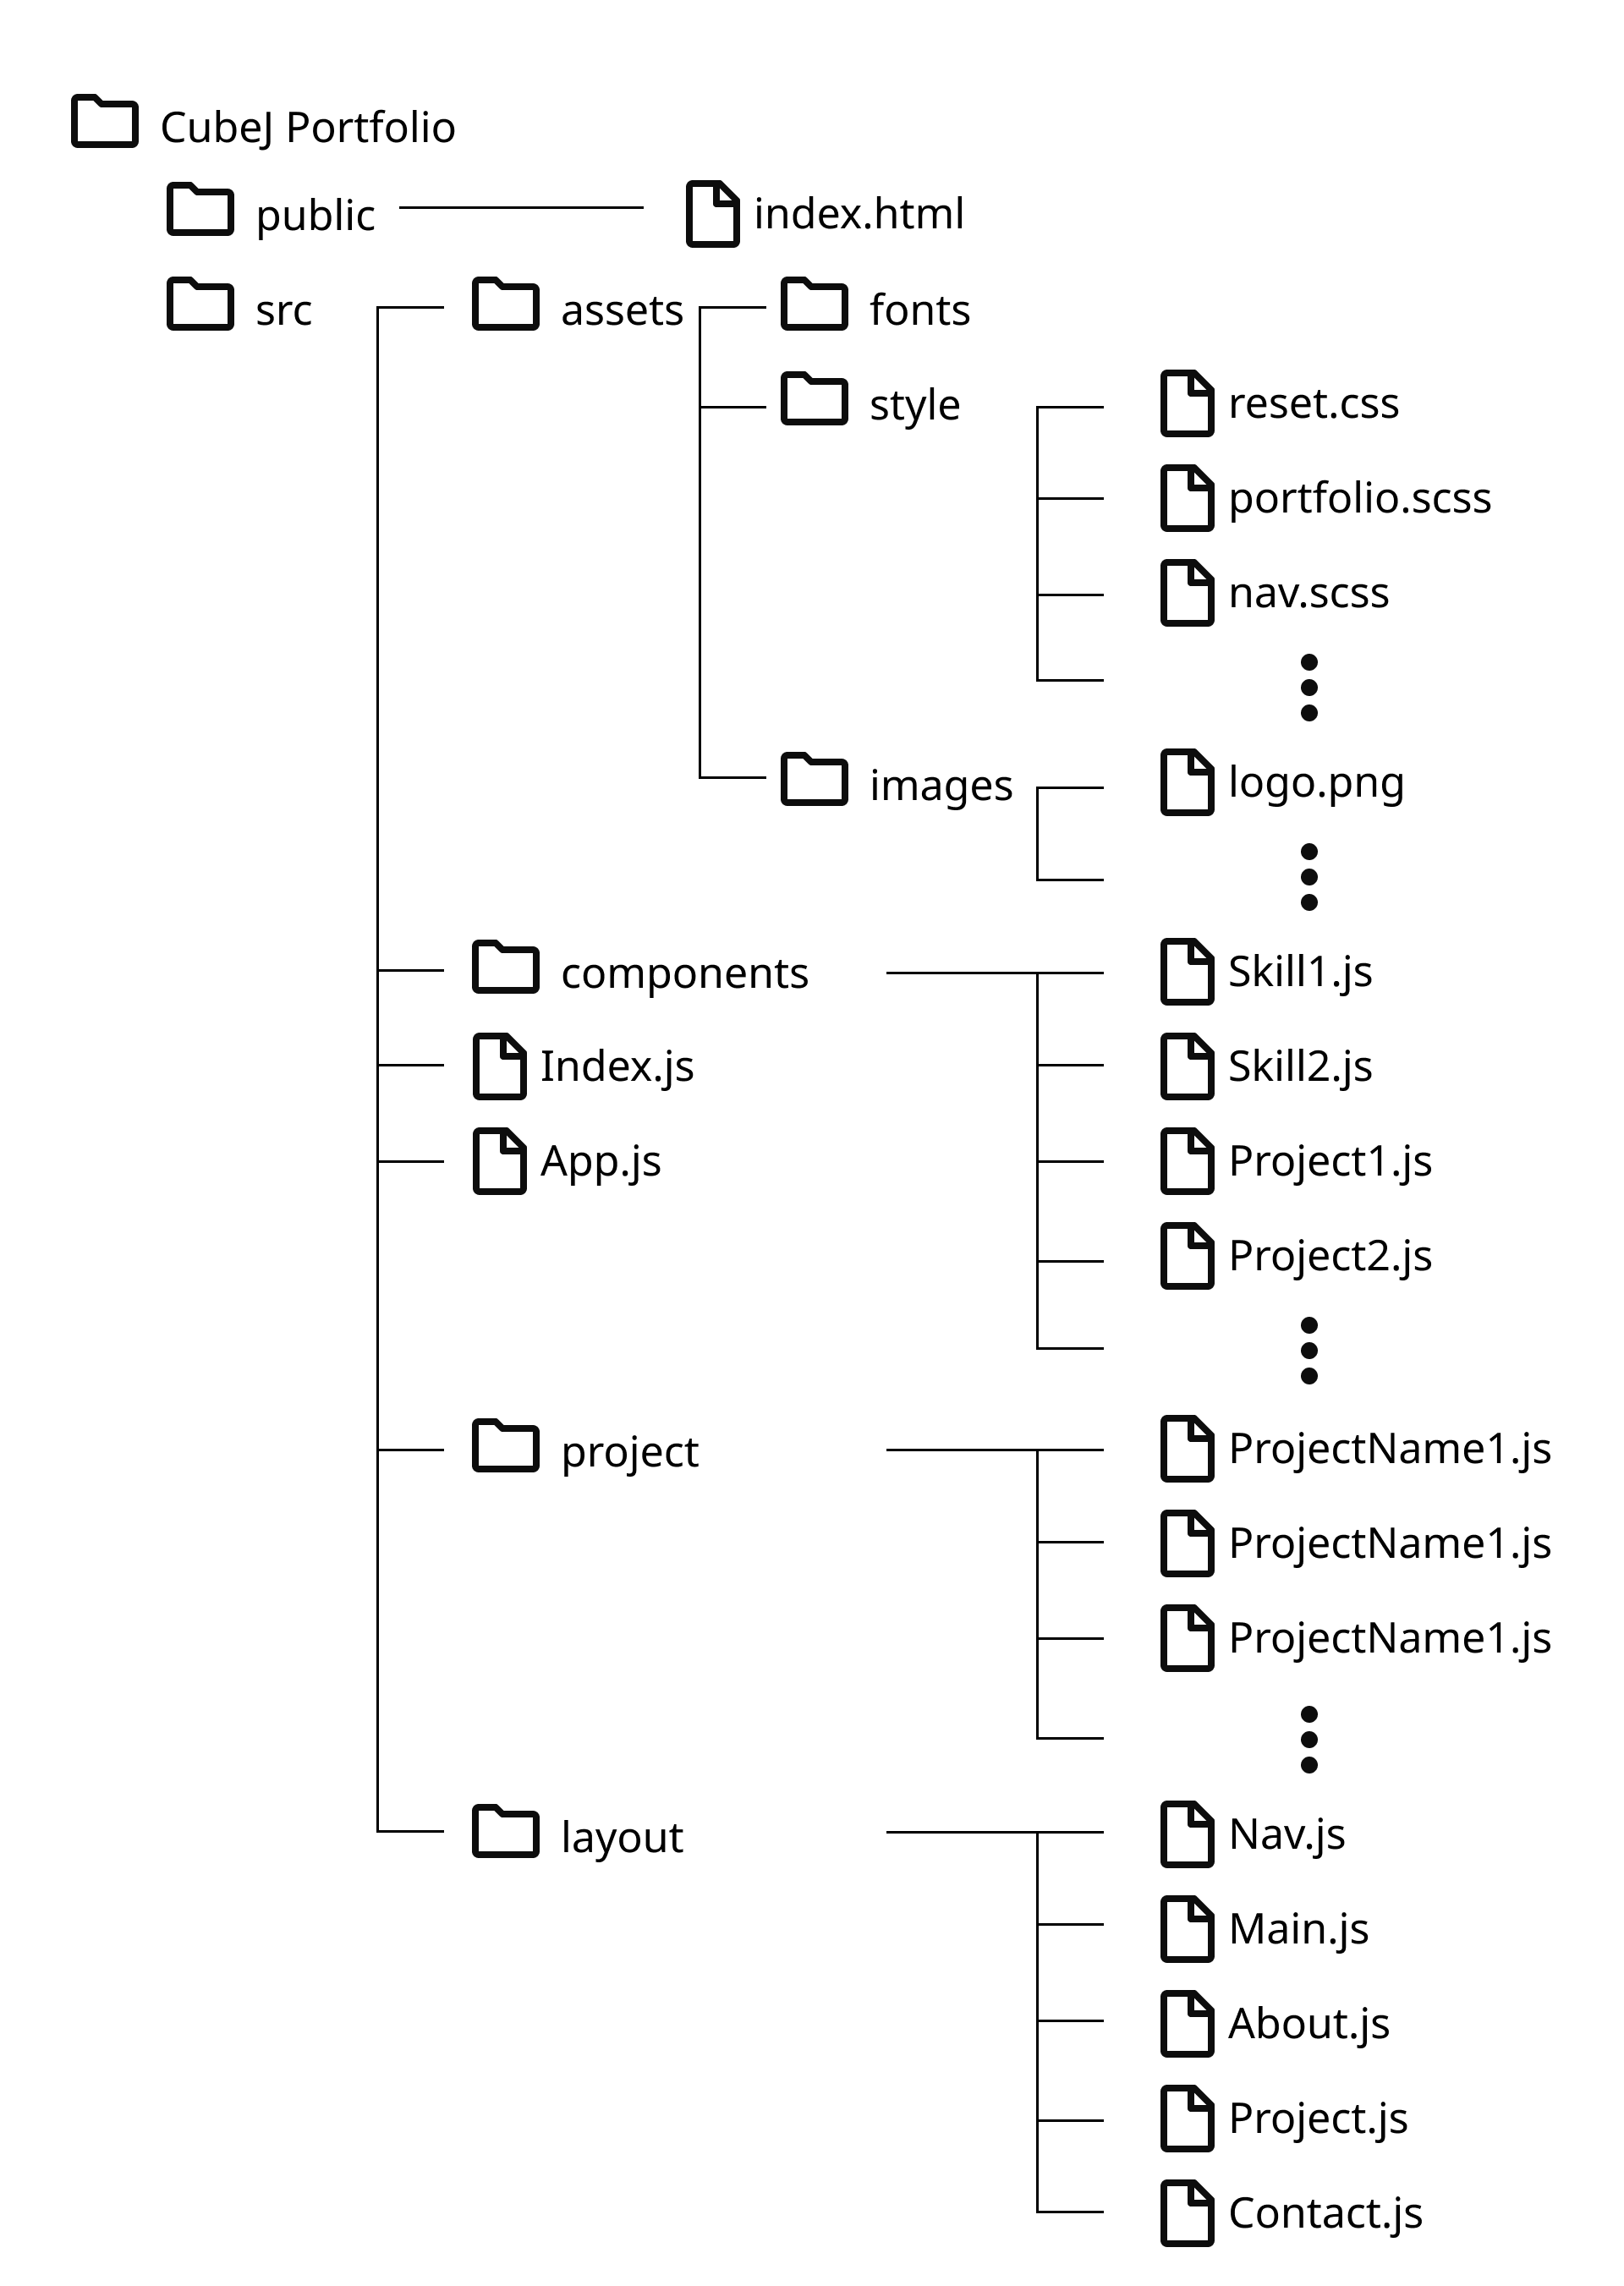 CubeJ Portfolio
public
index.html
src
assets
fonts
style
reset.css
portfolio.scss
nav.scss
images
logo.png
components
Skill1.js
Index.js
Skill2.js
App.js
Project1.js
Project2.js
project
ProjectName1.js
ProjectName1.js
ProjectName1.js
layout
Nav.js
Main.js
About.js
Project.js
Contact.js